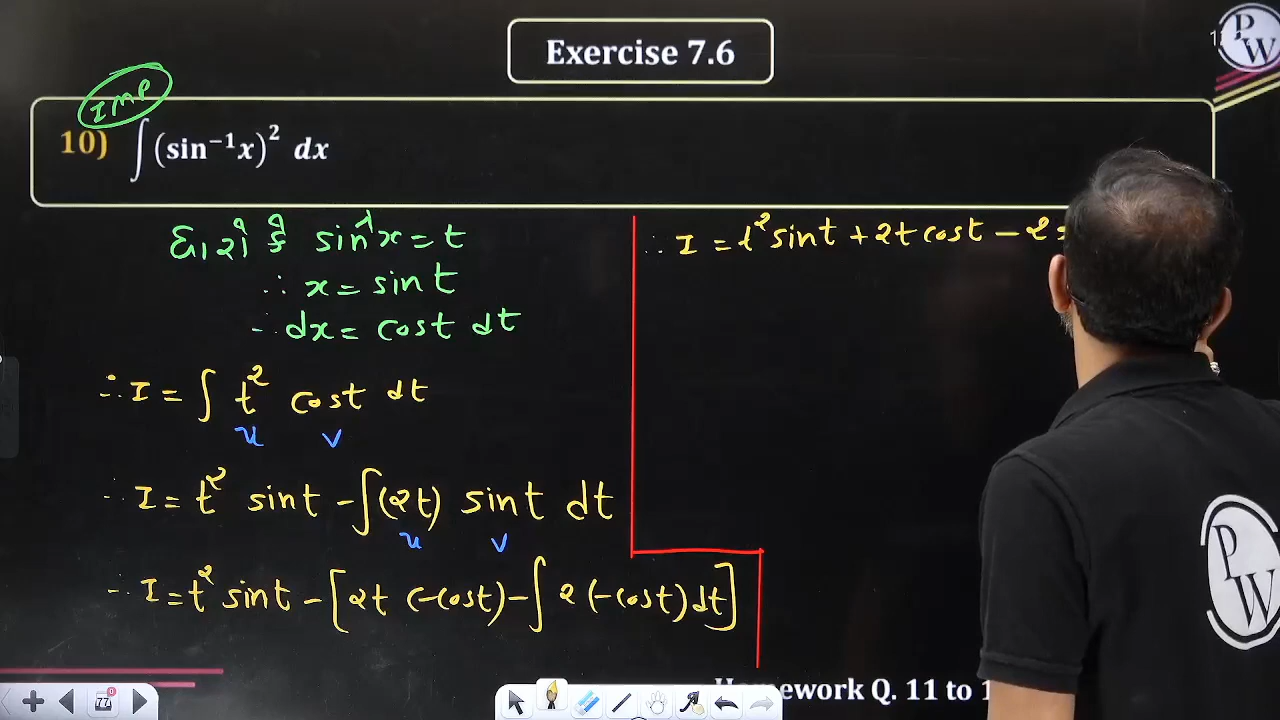 Exercise 7.6
IMP
10) ∫(sin⁻¹x)² dx
sin⁻¹x = t
∴ x = sin t
∴ dx = cos t dt
∴ I = ∫ t² cos t dt
u v
∴ I = t² sin t - ∫(2t) sin t dt
u v
∴ I = t² sin t - [2t (-cos t) - ∫ 2 (-cos t) dt]
∴ I = t² sin t + 2t cos t - 2
Q. 11 to
P
W
PW
77